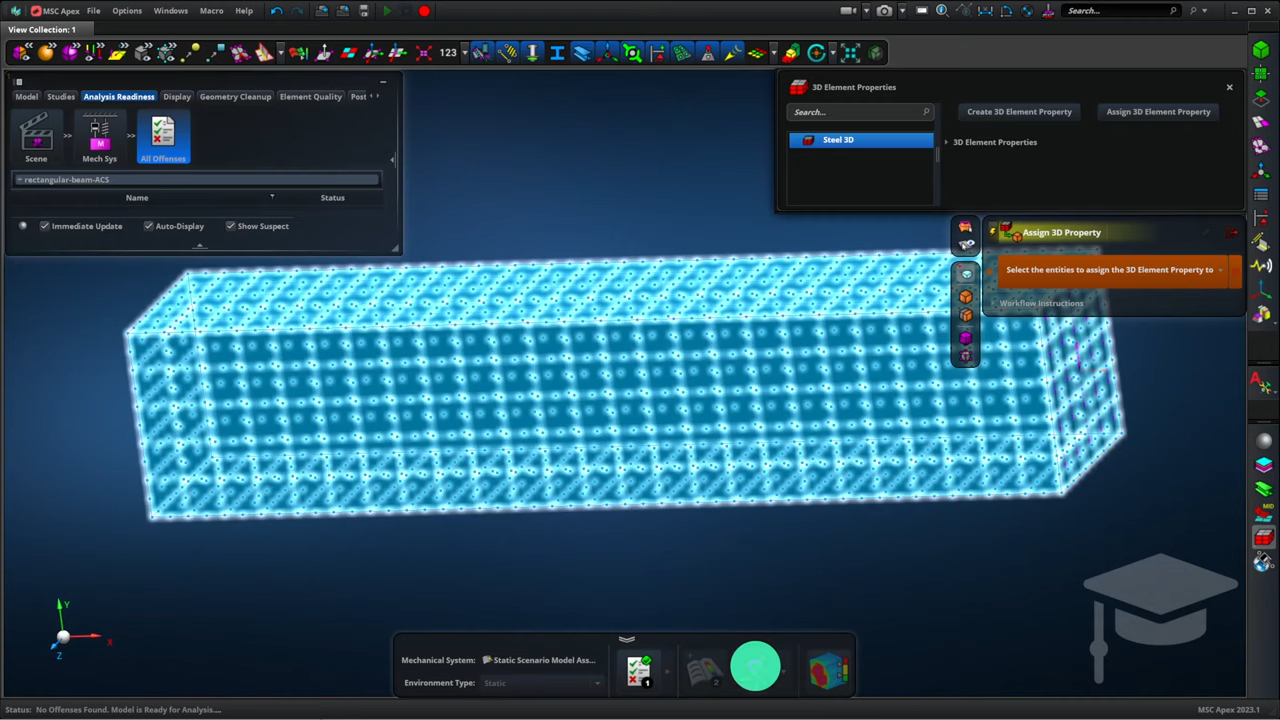 MSC Apex File Options Windows Macro Help Search...
View Collection: 1
123
Model Studies Analysis Readiness Display Geometry Cleanup Element Quality Post
Scene >> Mech Sys >> All Offenses
M
rectangular-beam-ACS
Name Status
Immediate Update Auto-Display Show Suspect
3D Element Properties
Search... Create 3D Element Property Assign 3D Element Property
Steel 3D 3D Element Properties
Assign 3D Property
Select the entities to assign the 3D Element Property to
Workflow Instructions
A
MID
Y
X
Z
Mechanical System: Static Scenario Model Ass...
Environment Type: Static
1
2
Status: No Offenses Found. Model is Ready for Analysis.... MSC Apex 2023.1